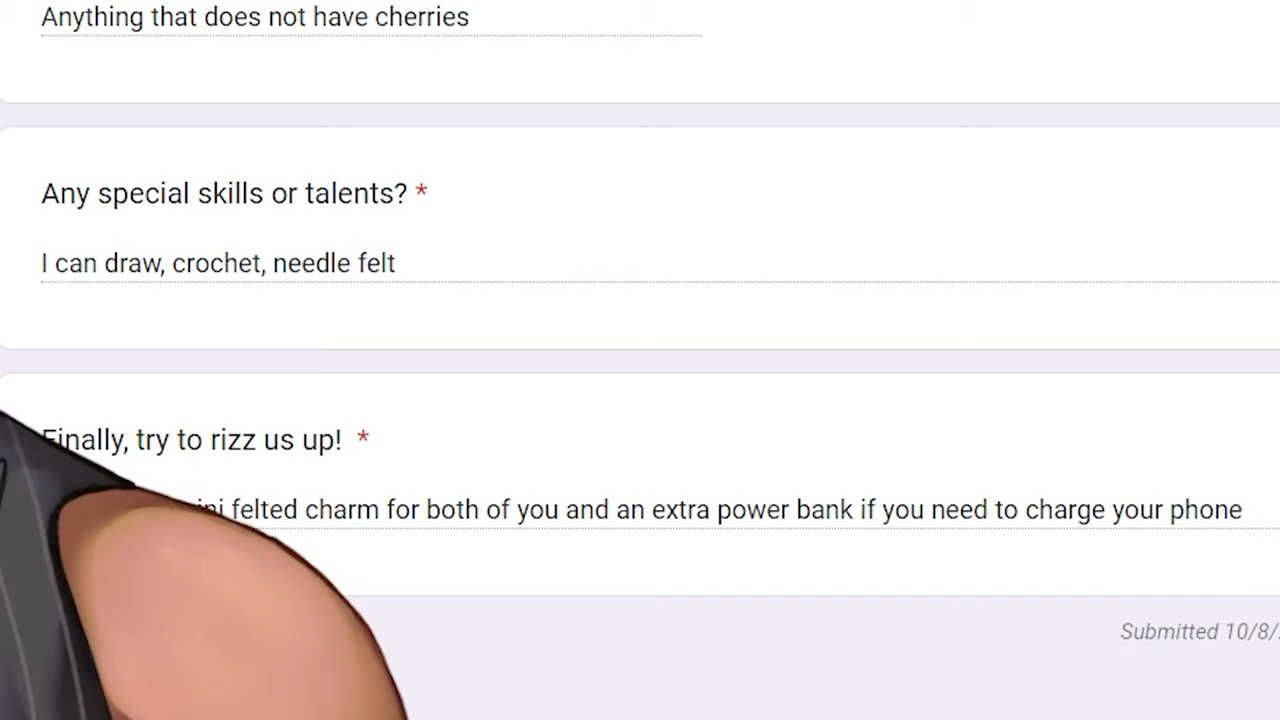 Anything that does not have cherries
Any special skills or talents? *
I can draw, crochet, needle felt
Finally, try to rizz us up! *
felted charm for both of you and an extra power bank if you need to charge your phone
Submitted 10/8/